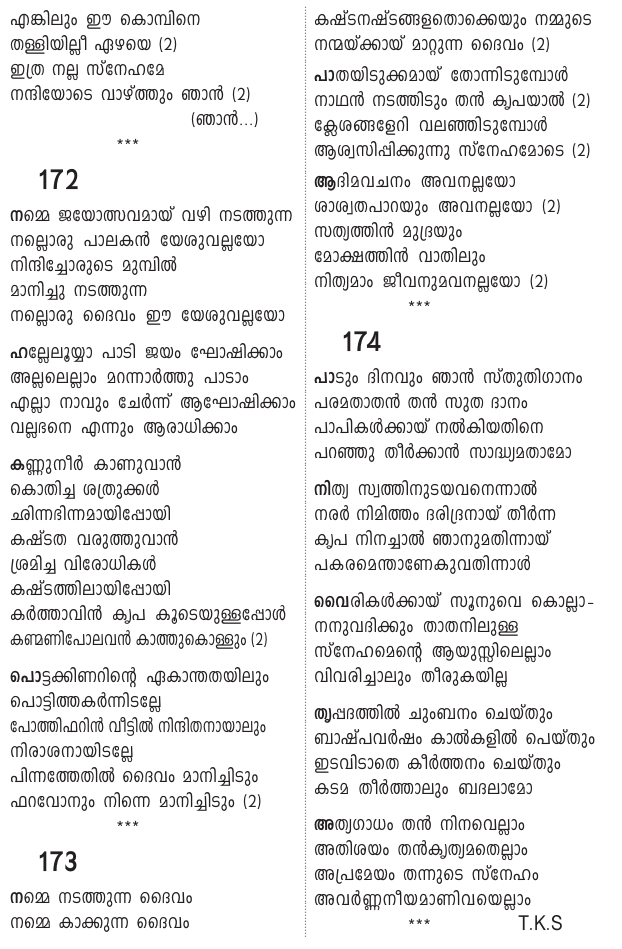 എങ്കിലും ഈ കൊമ്പിനെ
തള്ളിയില്ലീ ഏഴയെ (2)
ഇത്ര നല്ല സ്നേഹമേ
നന്ദിയോടെ വാഴ്ത്തും ഞാൻ (2)
(ഞാൻ...)
***
172
നമ്മെ ജയോത്സവമായ് വഴി നടത്തുന്ന
നല്ലൊരു പാലകൻ യേശുവല്ലയോ
നിന്ദിച്ചോരുടെ മുമ്പിൽ
മാനിച്ചു നടത്തുന്ന
നല്ലൊരു ദൈവം ഈ യേശുവല്ലയോ
ഹല്ലേലൂയ്യാ പാടി ജയം ഘോഷിക്കാം
അല്ലലെല്ലാം മറന്നാർത്തു പാടാം
എല്ലാ നാവും ചേർന്ന് ആഘോഷിക്കാം
വല്ലഭനെ എന്നും ആരാധിക്കാം
കണ്ണുനീർ കാണുവാൻ
കൊതിച്ച ശത്രുക്കൾ
ഛിന്നഭിന്നമായിപ്പോയി
കഷ്ടത വരുത്തുവാൻ
ശ്രമിച്ച വിരോധികൾ
കഷ്ടത്തിലായിപ്പോയി
കർത്താവിൻ കൃപ കൂടെയുള്ളപ്പോൾ
കണ്മണിപോലവൻ കാത്തുകൊള്ളും (2)
പൊട്ടക്കിണറിന്റെ ഏകാന്തതയിലും
പൊട്ടിത്തകർന്നിടല്ലേ
പോത്തിഫറിൻ വീട്ടിൽ നിന്ദിതനായാലും
നിരാശനായിടല്ലേ
പിന്നത്തേതിൽ ദൈവം മാനിച്ചിടും
ഫറവോനും നിന്നെ മാനിച്ചിടും (2)
***
173
നമ്മെ നടത്തുന്ന ദൈവം
നമ്മെ കാക്കുന്ന ദൈവം
കഷ്ടനഷ്ടങ്ങളതൊക്കെയും നമ്മുടെ
നന്മയ്ക്കായ് മാറ്റുന്ന ദൈവം (2)
പാതയിടുക്കമായ് തോന്നിടുമ്പോൾ
നാഥൻ നടത്തിടും തൻ കൃപയാൽ (2)
ക്ലേശങ്ങളേറി വലഞ്ഞിടുമ്പോൾ
ആശ്വസിപ്പിക്കുന്നു സ്നേഹമോടെ (2)
ആദിമവചനം അവനല്ലയോ
ശാശ്വതപാറയും അവനല്ലയോ (2)
സത്യത്തിൻ മുദ്രയും
മോക്ഷത്തിൻ വാതിലും
നിത്യമാം ജീവനുമവനല്ലയോ (2)
***
174
പാടും ദിനവും ഞാൻ സ്തുതിഗാനം
പരമതാതൻ തൻ സുത ദാനം
പാപികൾക്കായ് നൽകിയതിനെ
പറഞ്ഞു തീർക്കാൻ സാദ്ധ്യമതാമോ
നിത്യ സ്വത്തിനുടയവനെന്നാൽ
നരർ നിമിത്തം ദരിദ്രനായ് തീർന്ന
കൃപ നിനച്ചാൽ ഞാനുമതിന്നായ്
പകരമെന്താണേകുവതിന്നാൾ
വൈരികൾക്കായ് സൂനുവെ കൊല്ലാ-
നനുവദിക്കും താതനിലുള്ള
സ്നേഹമെന്റെ ആയുസ്സിലെല്ലാം
വിവരിച്ചാലും തീരുകയില്ല
തൃപ്പദത്തിൽ ചുംബനം ചെയ്തും
ബാഷ്പവർഷം കാൽകളിൽ പെയ്തും
ഇടവിടാതെ കീർത്തനം ചെയ്തും
കടമ തീർത്താലും ബദലാമോ
അത്യഗാധം തൻ നിനവെല്ലാം
അതിശയം തൻകൃത്യമതെല്ലാം
അപ്രമേയം തന്നുടെ സ്നേഹം
അവർണ്ണനീയമാണിവയെല്ലാം
*** T.K.S